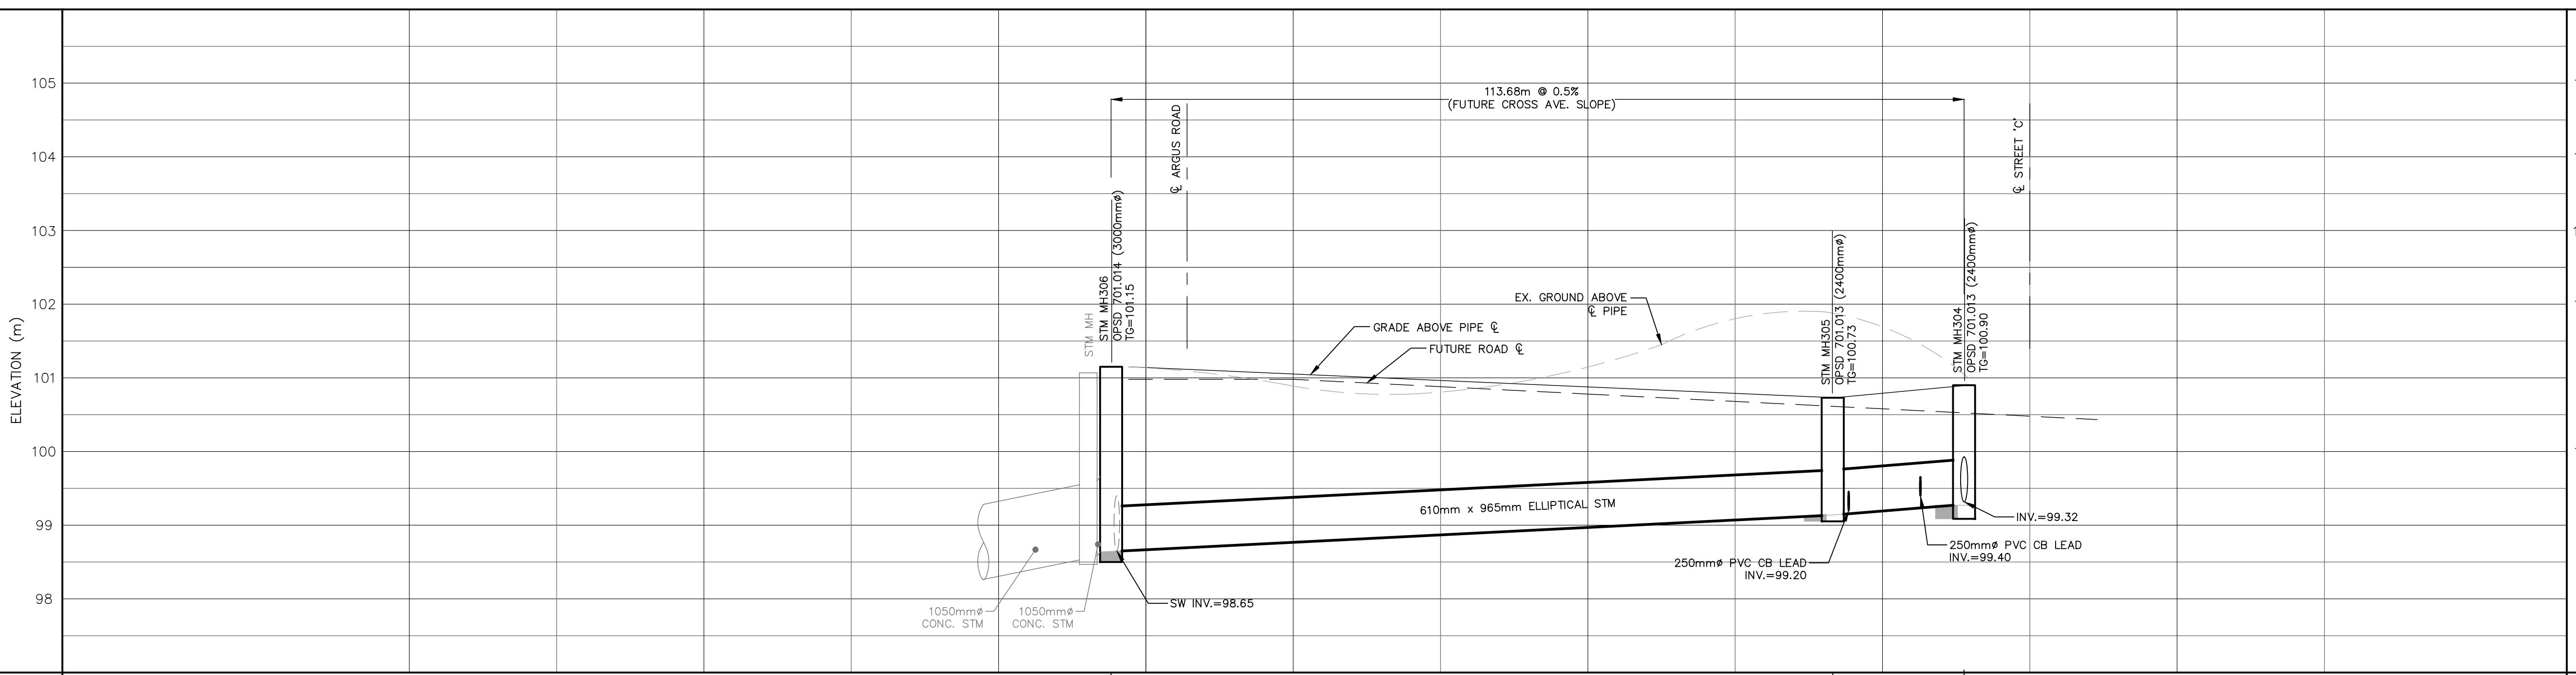 ELEVATION (m)
105
104
103
102
101
100
99
98
113.68m @ 0.5%
(FUTURE CROSS AVE. SLOPE)
℄ ARGUS ROAD
℄ STREET 'C'
STM MH
STM MH306
OPSD 701.014 (3000mmø)
TG=101.15
EX. GROUND ABOVE
℄ PIPE
GRADE ABOVE PIPE ℄
FUTURE ROAD ℄
STM MH305
OPSD 701.013 (2400mmø)
TG=100.73
STM MH304
OPSD 701.013 (2400mmø)
TG=100.90
610mm x 965mm ELLIPTICAL STM
INV.=99.32
250mmø PVC CB LEAD
INV.=99.40
250mmø PVC CB LEAD
INV.=99.20
SW INV.=98.65
1050mmø
CONC. STM
1050mmø
CONC. STM